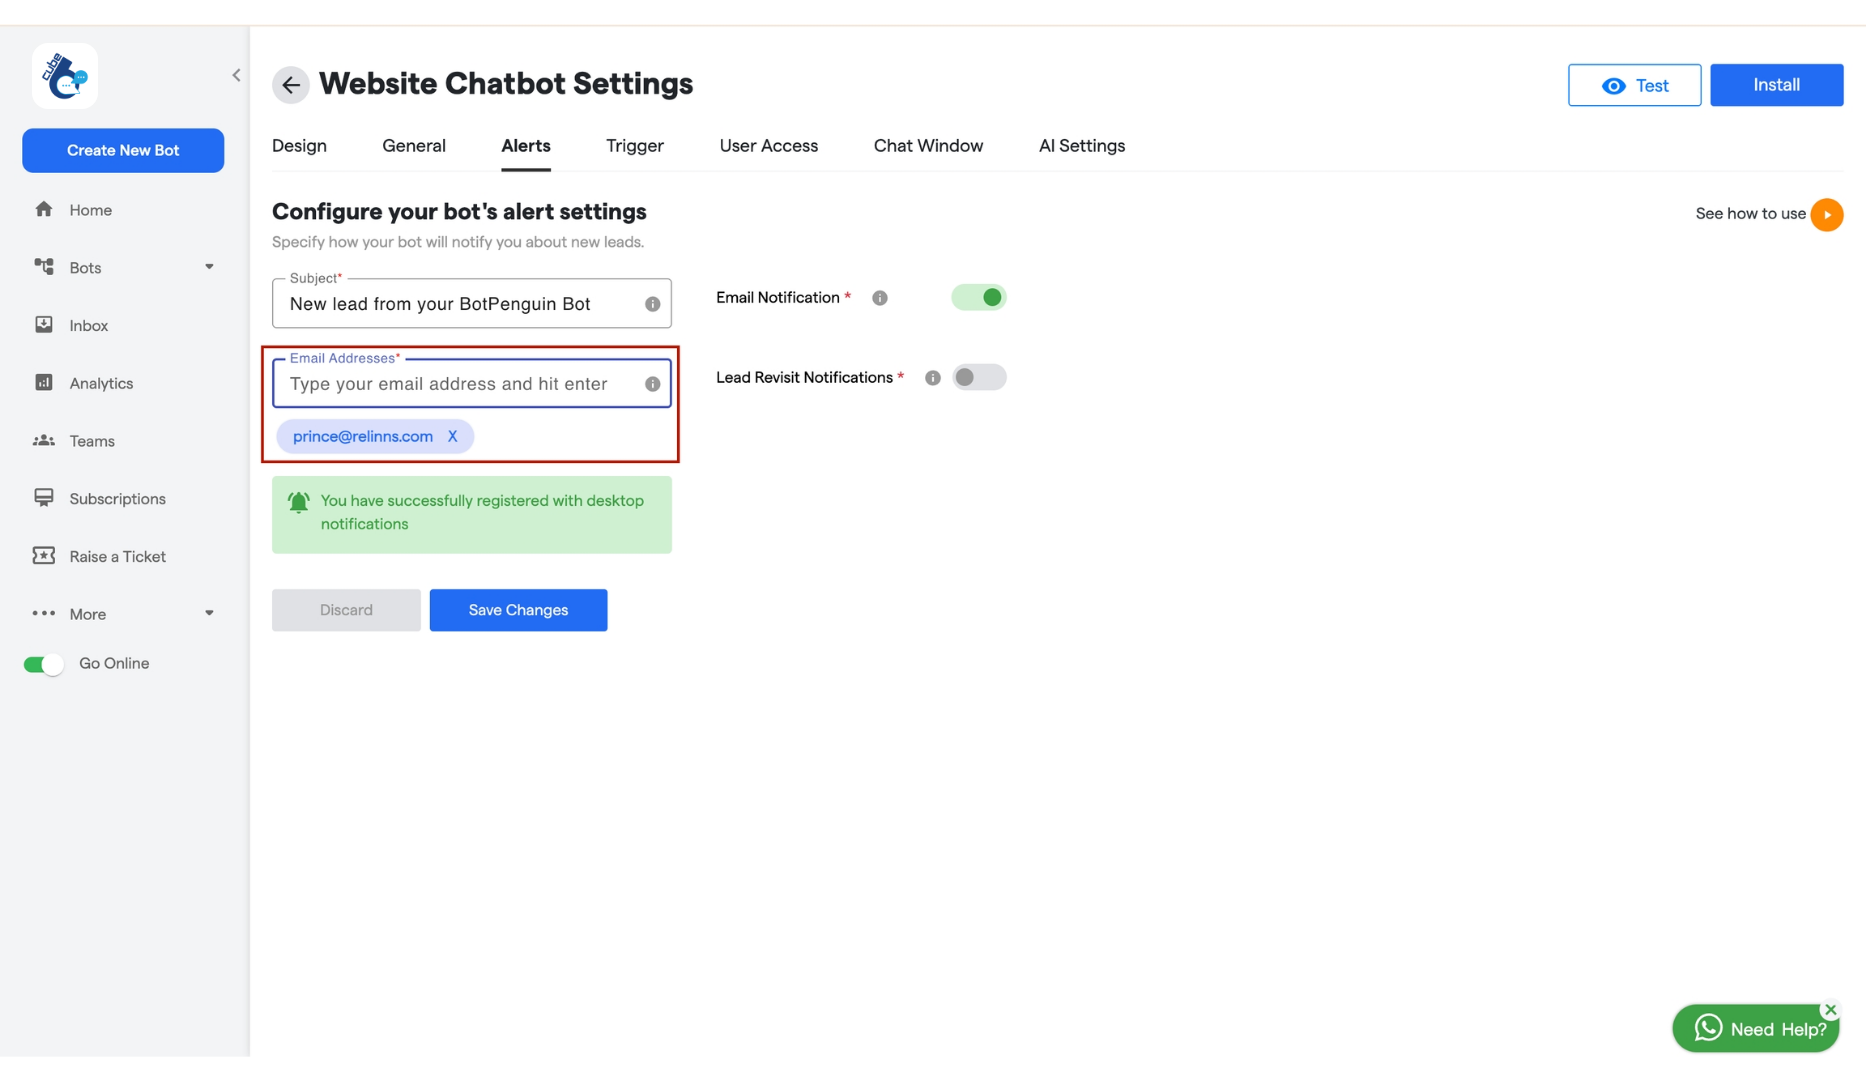 cube
Create New Bot
Home
Bots
Inbox
Analytics
Teams
Subscriptions
Raise a Ticket
More
Go Online
Website Chatbot Settings
Test
Install
Design
General
Alerts
Trigger
User Access
Chat Window
AI Settings
Configure your bot's alert settings
Specify how your bot will notify you about new leads.
See how to use
Subject*
New lead from your BotPenguin Bot
Email Notification *
Email Addresses*
Type your email address and hit enter
Lead Revisit Notifications *
prince@relinns.com X
You have successfully registered with desktop
notifications
Discard
Save Changes
Need Help?